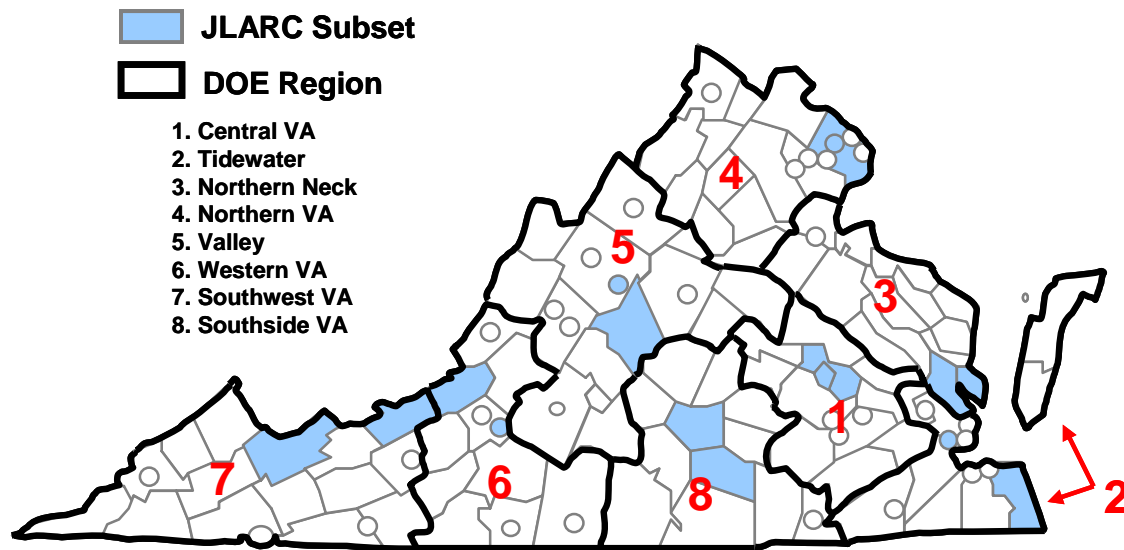 JLARC Subset
DOE Region
1. Central VA
2. Tidewater
3. Northern Neck
4. Northern VA
5. Valley
6. Western VA
7. Southwest VA
8. Southside VA
4
5
3
1
7
6
8
2